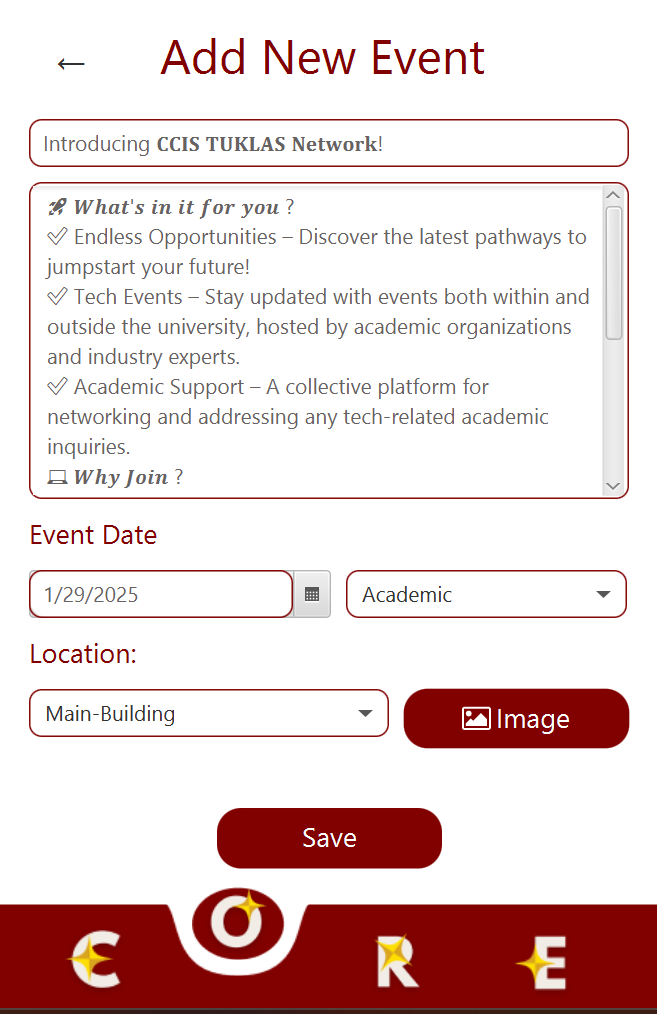 ← Add New Event
Introducing CCIS TUKLAS Network!
🚀 What's in it for you ?
✅ Endless Opportunities – Discover the latest pathways to
jumpstart your future!
✅ Tech Events – Stay updated with events both within and
outside the university, hosted by academic organizations
and industry experts.
✅ Academic Support – A collective platform for
networking and addressing any tech-related academic
inquiries.
💻 Why Join ?
Event Date
1/29/2025
Academic
Location:
Main-Building
Image
Save
C O R E